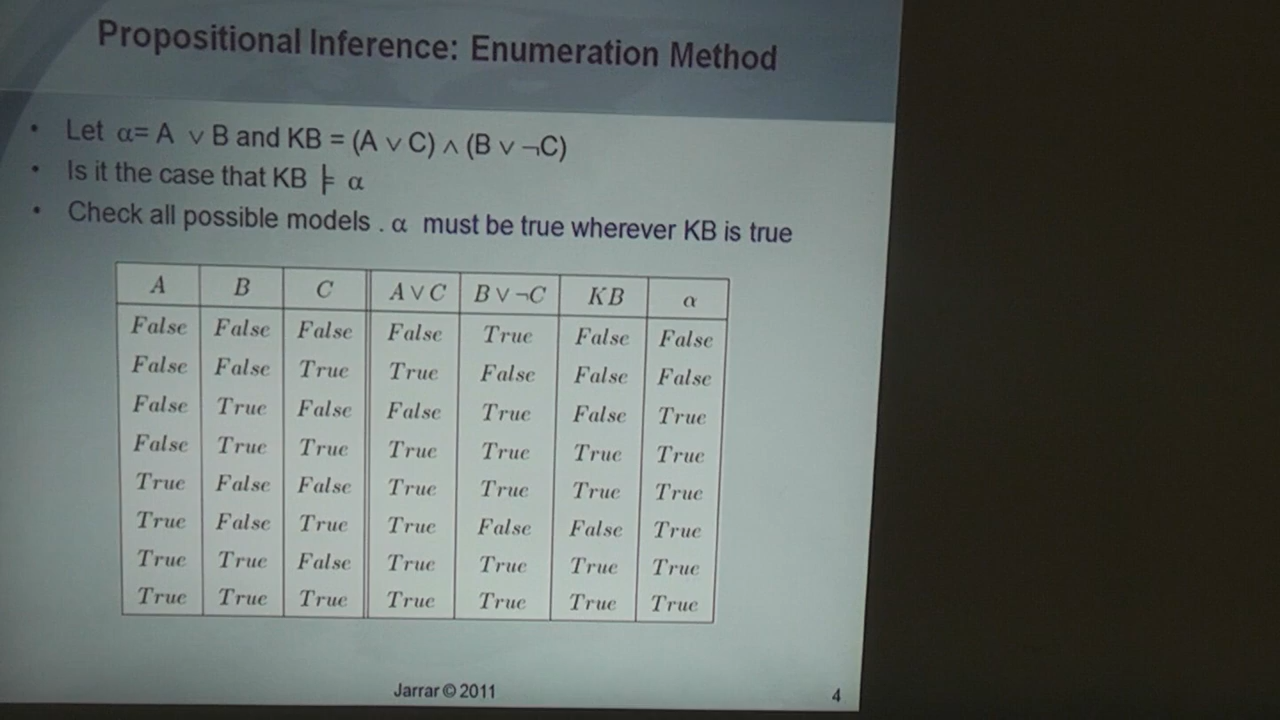 Propositional Inference: Enumeration Method
• Let α= A ∨ B and KB = (A ∨ C) ∧ (B ∨ ¬C)
• Is it the case that KB ⊨ α
• Check all possible models . α must be true wherever KB is true
A B C A∨C B∨¬C KB α
False False False False True False False
False False True True False False False
False True False False True False True
False True True True True True True
True False False True True True True
True False True True False False True
True True False True True True True
True True True True True True True
Jarrar © 2011
4